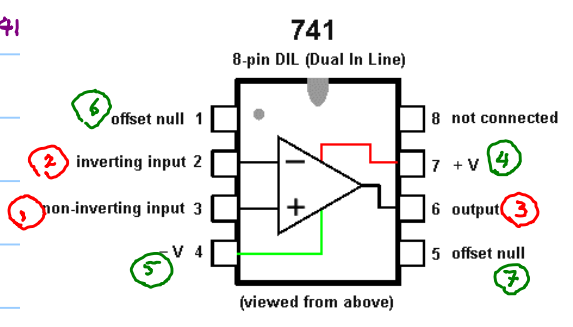 41
741
8-pin DIL (Dual In Line)
6 offset null 1
8 not connected
2 inverting input 2
7 + V 4
1 non-inverting input 3
6 output 3
- V 4
5
5 offset null
7
(viewed from above)